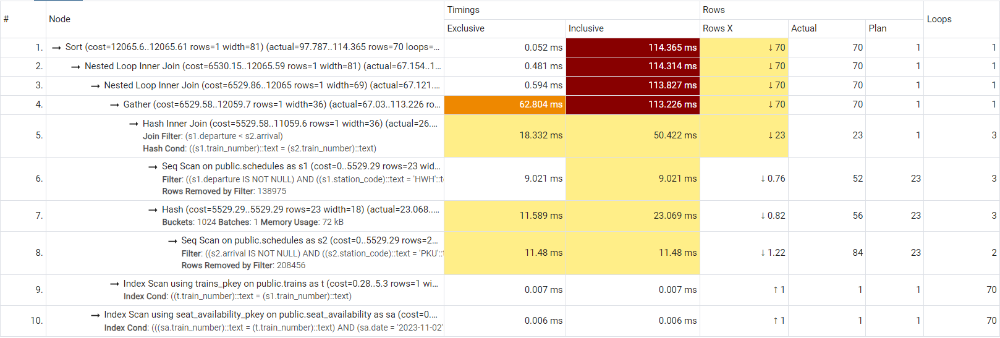 #
Node
Timings
Rows
Loops
Exclusive
Inclusive
Rows X
Actual
Plan
1. → Sort (cost=12065.6..12065.61 rows=1 width=81) (actual=97.787..114.365 rows=70 loops=... 0.052 ms 114.365 ms ↓ 70 70 1 1
2. → Nested Loop Inner Join (cost=6530.15..12065.59 rows=1 width=81) (actual=67.154..1... 0.481 ms 114.314 ms ↓ 70 70 1 1
3. → Nested Loop Inner Join (cost=6529.86..12065 rows=1 width=69) (actual=67.121.... 0.594 ms 113.827 ms ↓ 70 70 1 1
4. → Gather (cost=6529.58..12059.7 rows=1 width=36) (actual=67.03..113.226 ro... 62.804 ms 113.226 ms ↓ 70 70 1 1
5. → Hash Inner Join (cost=5529.58..11059.6 rows=1 width=36) (actual=26.... 18.332 ms 50.422 ms ↓ 23 23 1 3
Join Filter: (s1.departure < s2.arrival)
Hash Cond: ((s1.train_number)::text = (s2.train_number)::text)
6. → Seq Scan on public.schedules as s1 (cost=0..5529.29 rows=23 wid... 9.021 ms 9.021 ms ↓ 0.76 52 23 3
Filter: ((s1.departure IS NOT NULL) AND ((s1.station_code)::text = 'HWH'::t
Rows Removed by Filter: 138975
7. → Hash (cost=5529.29..5529.29 rows=23 width=18) (actual=23.068.... 11.589 ms 23.069 ms ↓ 0.82 56 23 3
Buckets: 1024 Batches: 1 Memory Usage: 72 kB
8. → Seq Scan on public.schedules as s2 (cost=0..5529.29 rows=2... 11.48 ms 11.48 ms ↓ 1.22 84 23 2
Filter: ((s2.arrival IS NOT NULL) AND ((s2.station_code)::text = 'PKU'::
Rows Removed by Filter: 208456
9. → Index Scan using trains_pkey on public.trains as t (cost=0.28..5.3 rows=1 wi... 0.007 ms 0.007 ms ↑ 1 1 1 70
Index Cond: ((t.train_number)::text = (s1.train_number)::text)
10. → Index Scan using seat_availability_pkey on public.seat_availability as sa (cost=0.... 0.006 ms 0.006 ms ↑ 1 1 1 70
Index Cond: (((sa.train_number)::text = (t.train_number)::text) AND (sa.date = '2023-11-02'